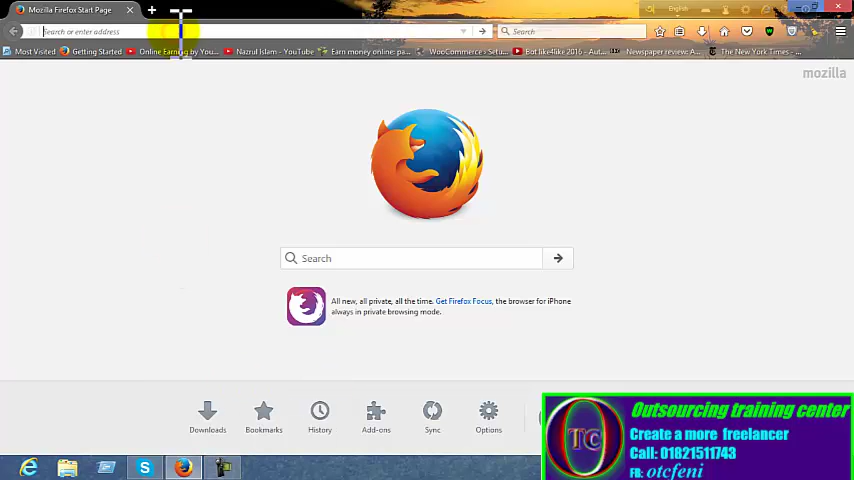 Mozilla Firefox Start Page
English
Search or enter address
Search
Most Visited Getting Started Online Earning by You... Nazrul Islam - YouTube Earn money online: pa... WooCommerce › Setu... Bot like4like 2016 - Aut... Newspaper review: A... The New York Times -...
mozilla
Search
All new, all private, all the time. Get Firefox Focus, the browser for iPhone
always in private browsing mode.
Downloads Bookmarks History Add-ons Sync Options
Outsourcing training center
Create a more freelancer
Call: 01821511743
FB: otcfeni
OTC